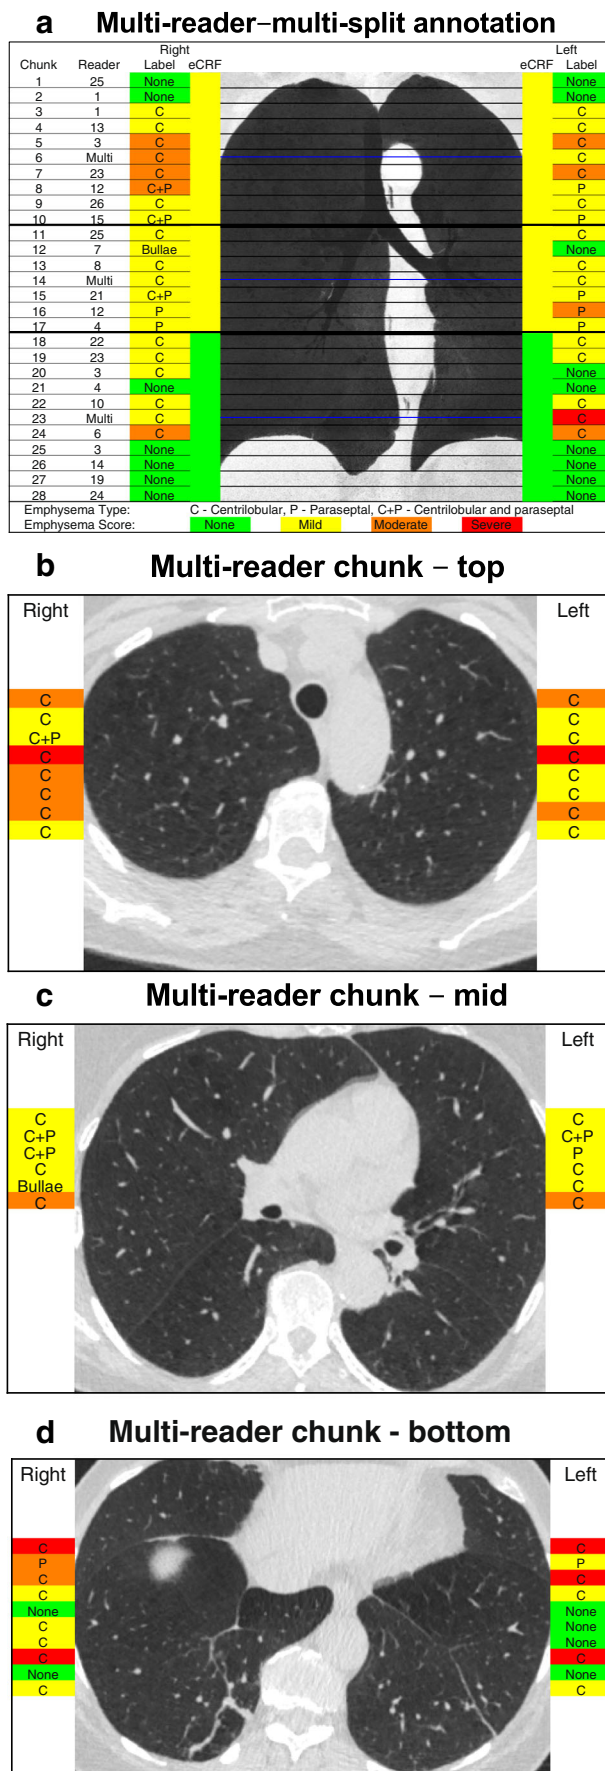 a Multi-reader–multi-split annotation
Right Left
Chunk Reader Label eCRF eCRF Label
1 25 None None
2 1 None None
3 1 C C
4 13 C C
5 3 C C
6 Multi C C
7 23 C C
8 12 C+P P
9 26 C C
10 15 C+P P
11 25 C C
12 7 Bullae None
13 8 C C
14 Multi C C
15 21 C+P P
16 12 P P
17 4 P P
18 22 C C
19 23 C C
20 3 C None
21 4 None None
22 10 C C
23 Multi C C
24 6 C C
25 3 None None
26 14 None None
27 19 None None
28 24 None None
Emphysema Type: C - Centrilobular, P - Paraseptal, C+P - Centrilobular and paraseptal
Emphysema Score: None Mild Moderate Severe
b Multi-reader chunk – top
Right Left
C C
C C
C+P C
C C
C C
C C
C C
C C
c Multi-reader chunk – mid
Right Left
C C
C+P C+P
C+P P
C C
Bullae C
C C
d Multi-reader chunk - bottom
Right Left
C C
P P
C C
C C
None None
C None
C None
C C
None None
C C